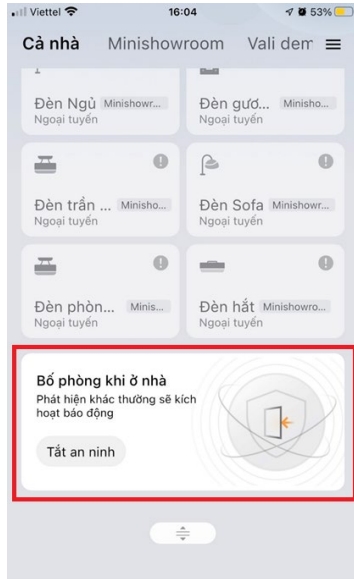 Viettel 16:04 53%
Cả nhà Minishowroom Vali dem
Đèn Ngủ Minishowr... Đèn gươ... Minisho...
Ngoại tuyến Ngoại tuyến
Đèn trần ... Minisho... Đèn Sofa Minishowr...
Ngoại tuyến Ngoại tuyến
Đèn phòn... Minis... Đèn hắt Minishowro...
Ngoại tuyến Ngoại tuyến
Bố phòng khi ở nhà
Phát hiện khác thường sẽ kích
hoạt báo động
Tắt an ninh